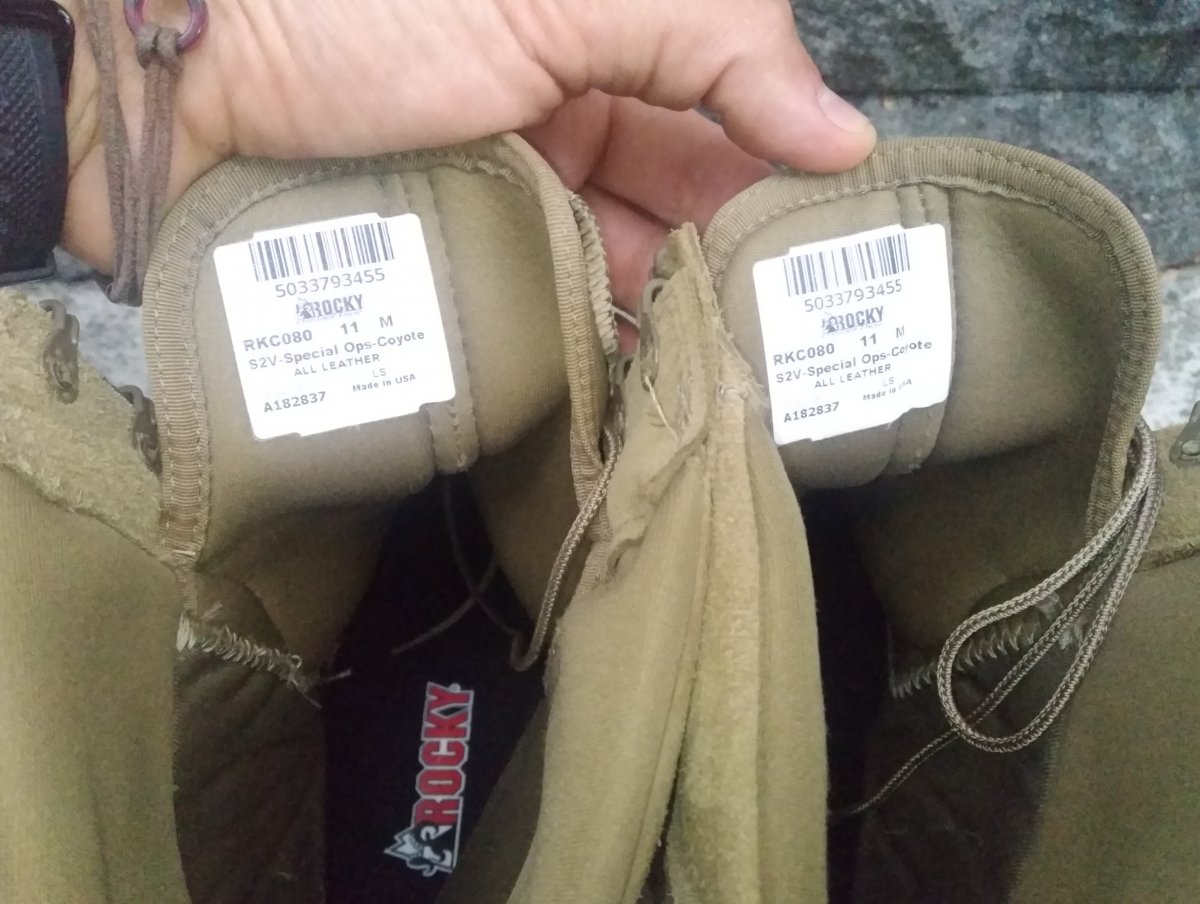 5033793455
ROCKY
RKC080 11 M
S2V-Special Ops-Coyote
ALL LEATHER
LS
Made in USA
A182837
5033793455
ROCKY
RKC080 11 M
S2V-Special Ops-Coyote
ALL LEATHER
LS
Made in USA
A182837
ROCKY